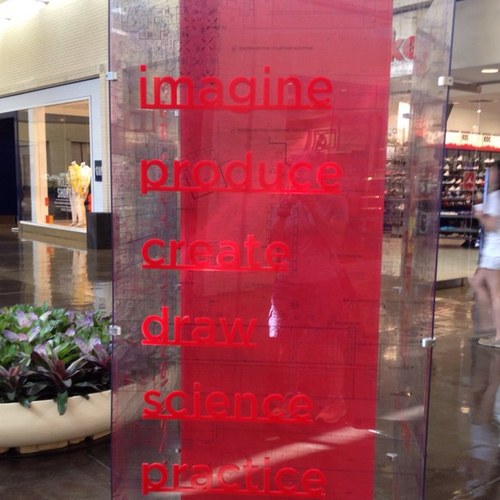 imagine
produce
create
draw
science
practice